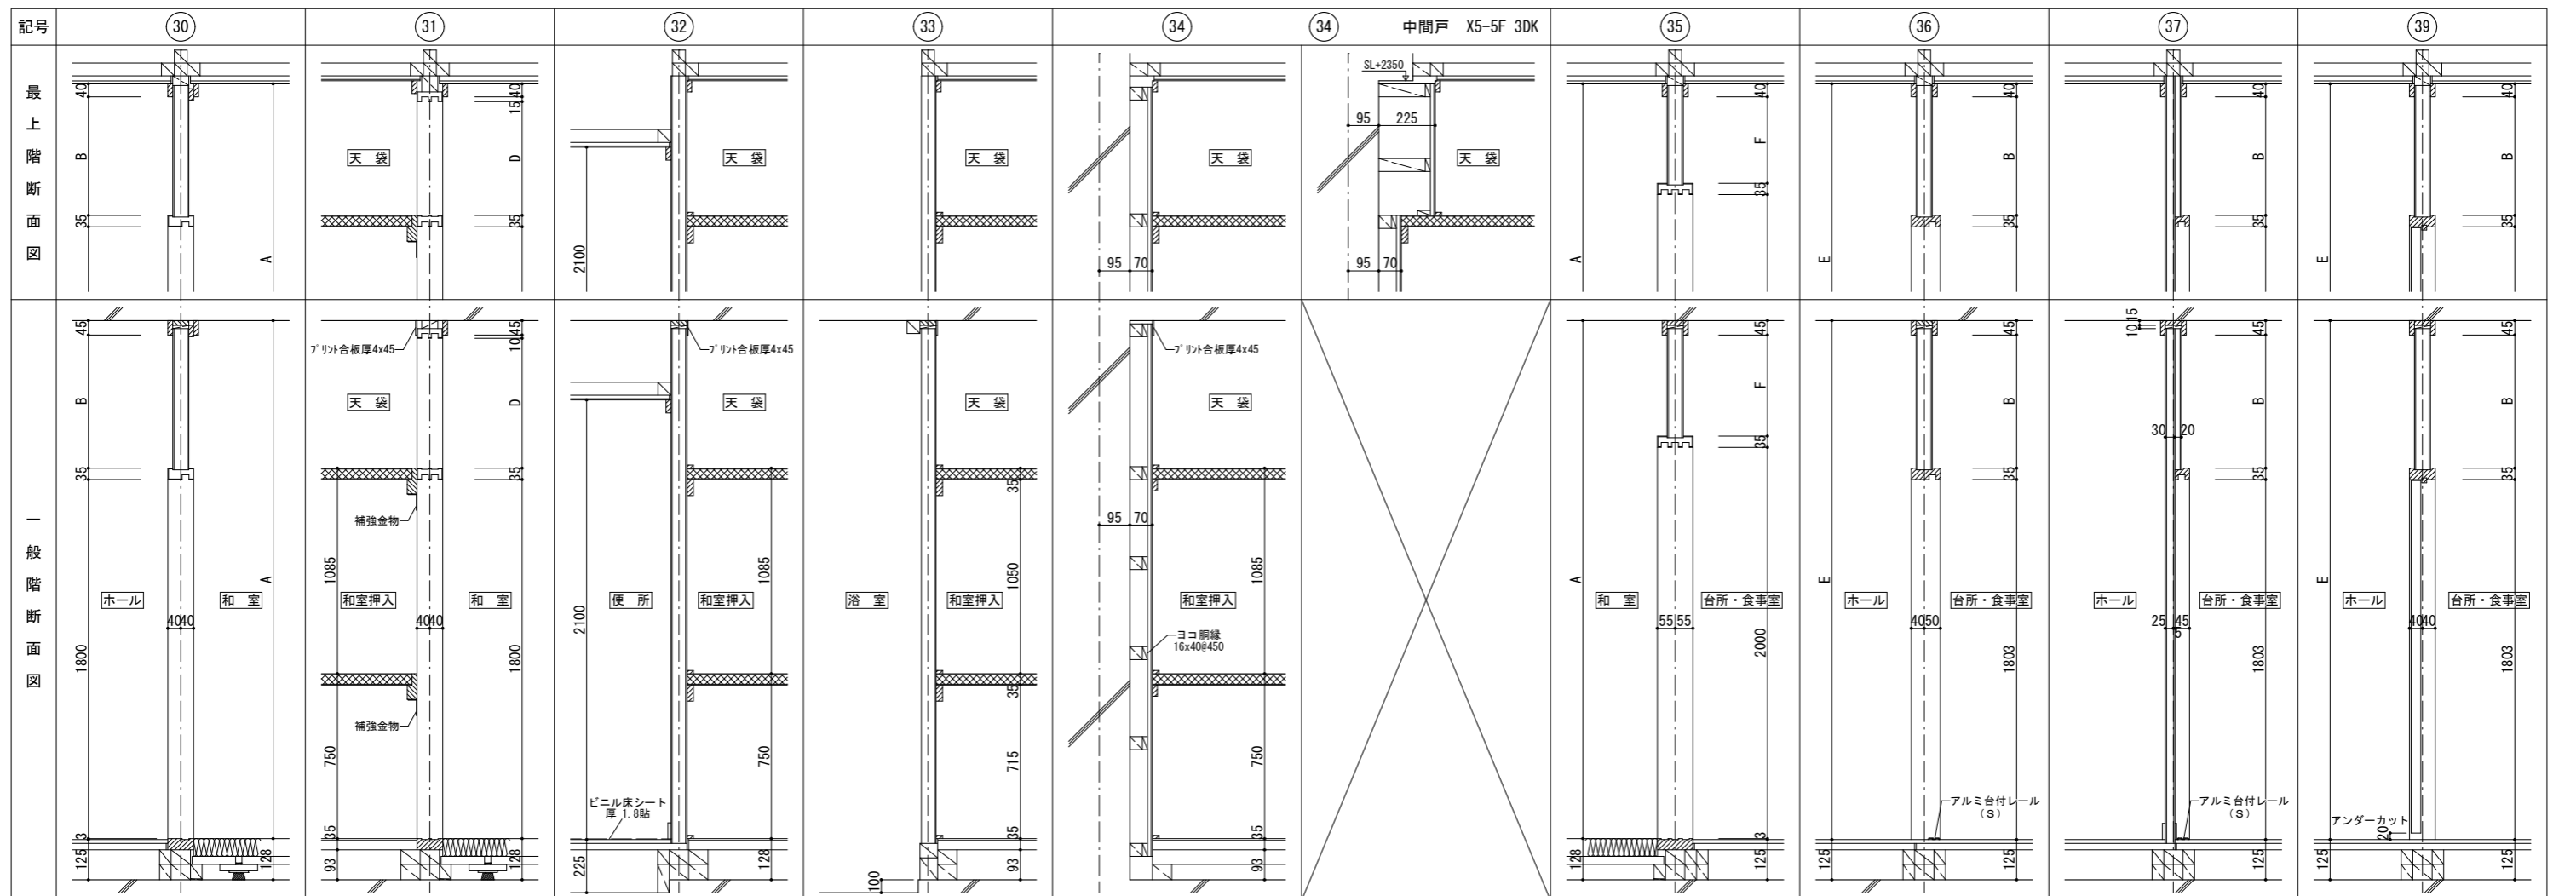 記号
30
31
32
33
34
34
中間戸 X5-5F 3DK
35
36
37
39
最上階断面図
40
B
35
A
天 袋
40
15
D
35
2100
天 袋
天 袋
天 袋
95
70
SL+2350
95
225
天 袋
95
70
A
40
F
35
E
40
B
35
40
B
35
E
40
B
35
一般階断面図
45
B
35
1800
ホール
和 室
4040
A
3
125
128
プリント合板厚4x45
天 袋
45
10
D
35
補強金物
1085
和室押入
和 室
4040
1800
補強金物
750
35
93
128
プリント合板厚4x45
天 袋
2100
1085
便 所
和室押入
750
ビニル床シート
厚 1.8貼
225
128
天 袋
35
1050
浴 室
和室押入
35
715
35
93
100
プリント合板厚4x45
天 袋
95
70
1085
和室押入
ヨコ胴縁
16x40@450
750
35
93
45
F
35
A
和 室
台所・食事室
55
55
2000
3
128
125
45
B
35
E
ホール
台所・食事室
40
50
1803
アルミ台付レール
(S)
125
125
15
10
45
B
30
20
35
ホール
台所・食事室
25
45
5
1803
アルミ台付レール
(S)
125
45
B
35
E
ホール
台所・食事室
4040
1803
アンダーカット
20
125
125